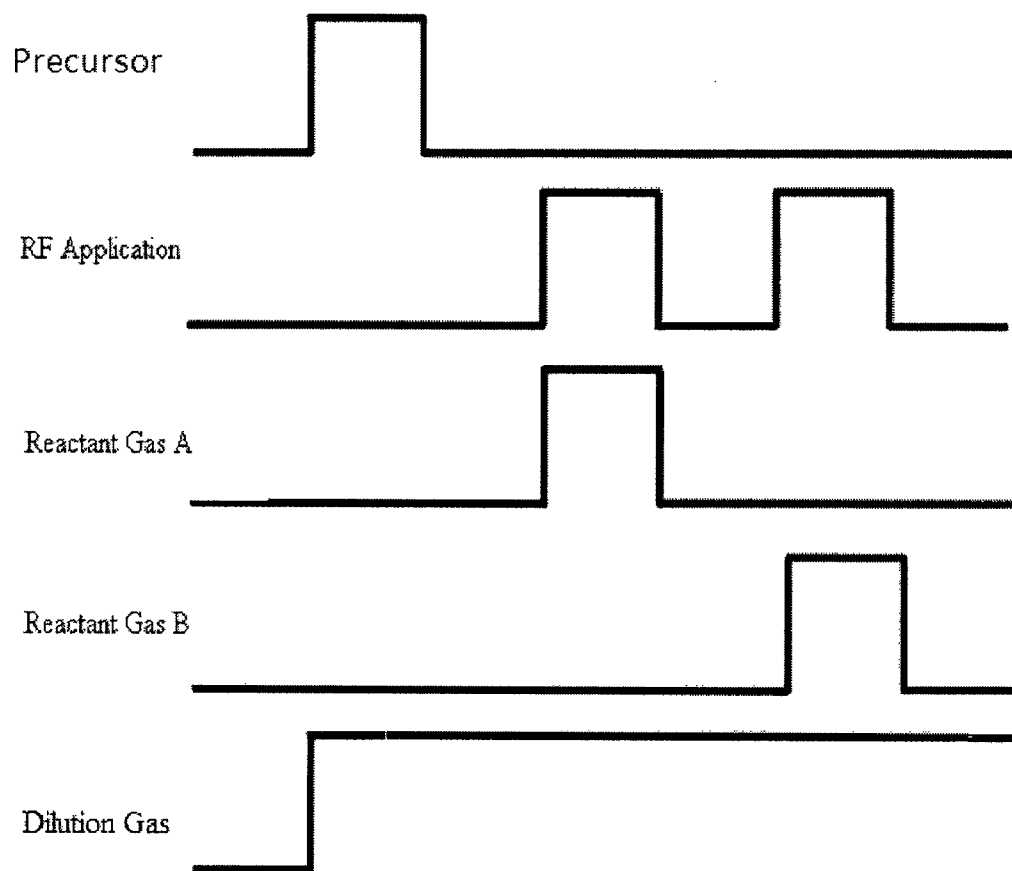 Precursor
RF Application
Reactant Gas A
Reactant Gas B
Dilution Gas